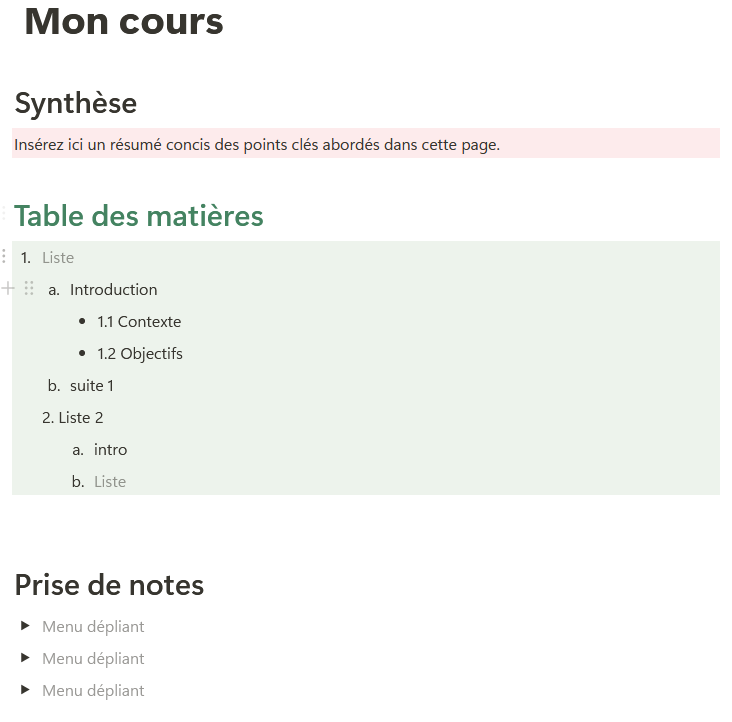 Mon cours
Synthèse
Insérez ici un résumé concis des points clés abordés dans cette page.
Table des matières
1. Liste
a. Introduction
• 1.1 Contexte
• 1.2 Objectifs
b. suite 1
2. Liste 2
a. intro
b. Liste
Prise de notes
Menu dépliant
Menu dépliant
Menu dépliant